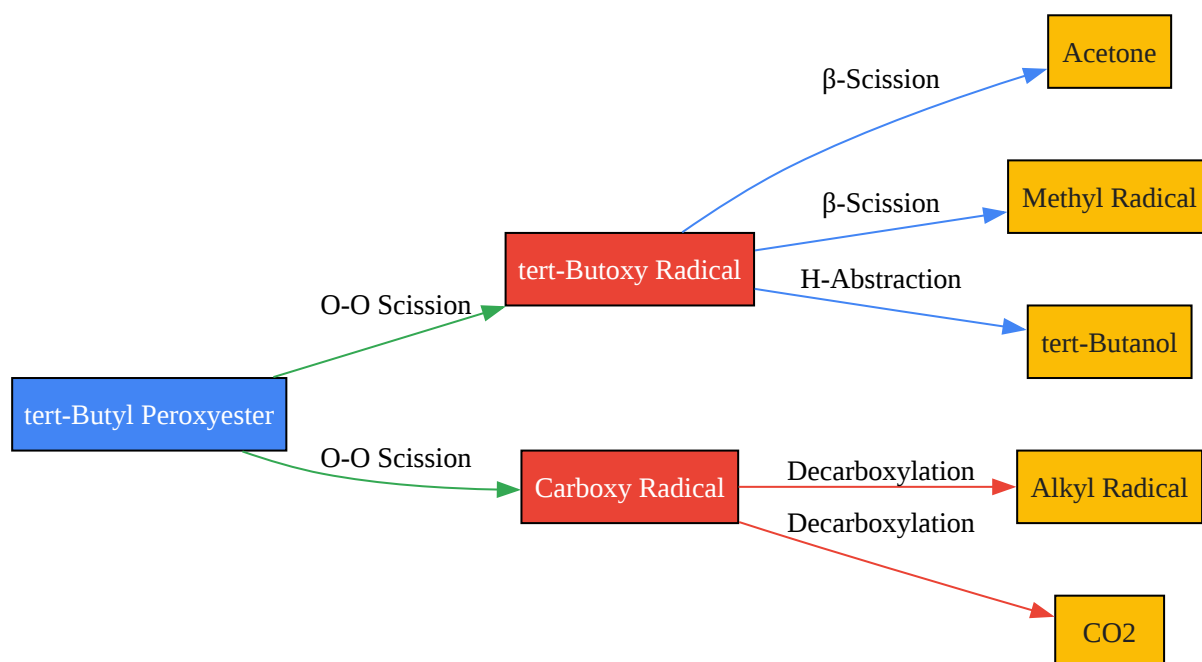 Acetone
β-Scission
Methyl Radical
β-Scission
tert-Butoxy Radical
H-Abstraction
O-O Scission
tert-Butanol
tert-Butyl Peroxyester
O-O Scission
Decarboxylation
Carboxy Radical
Alkyl Radical
Decarboxylation
CO2